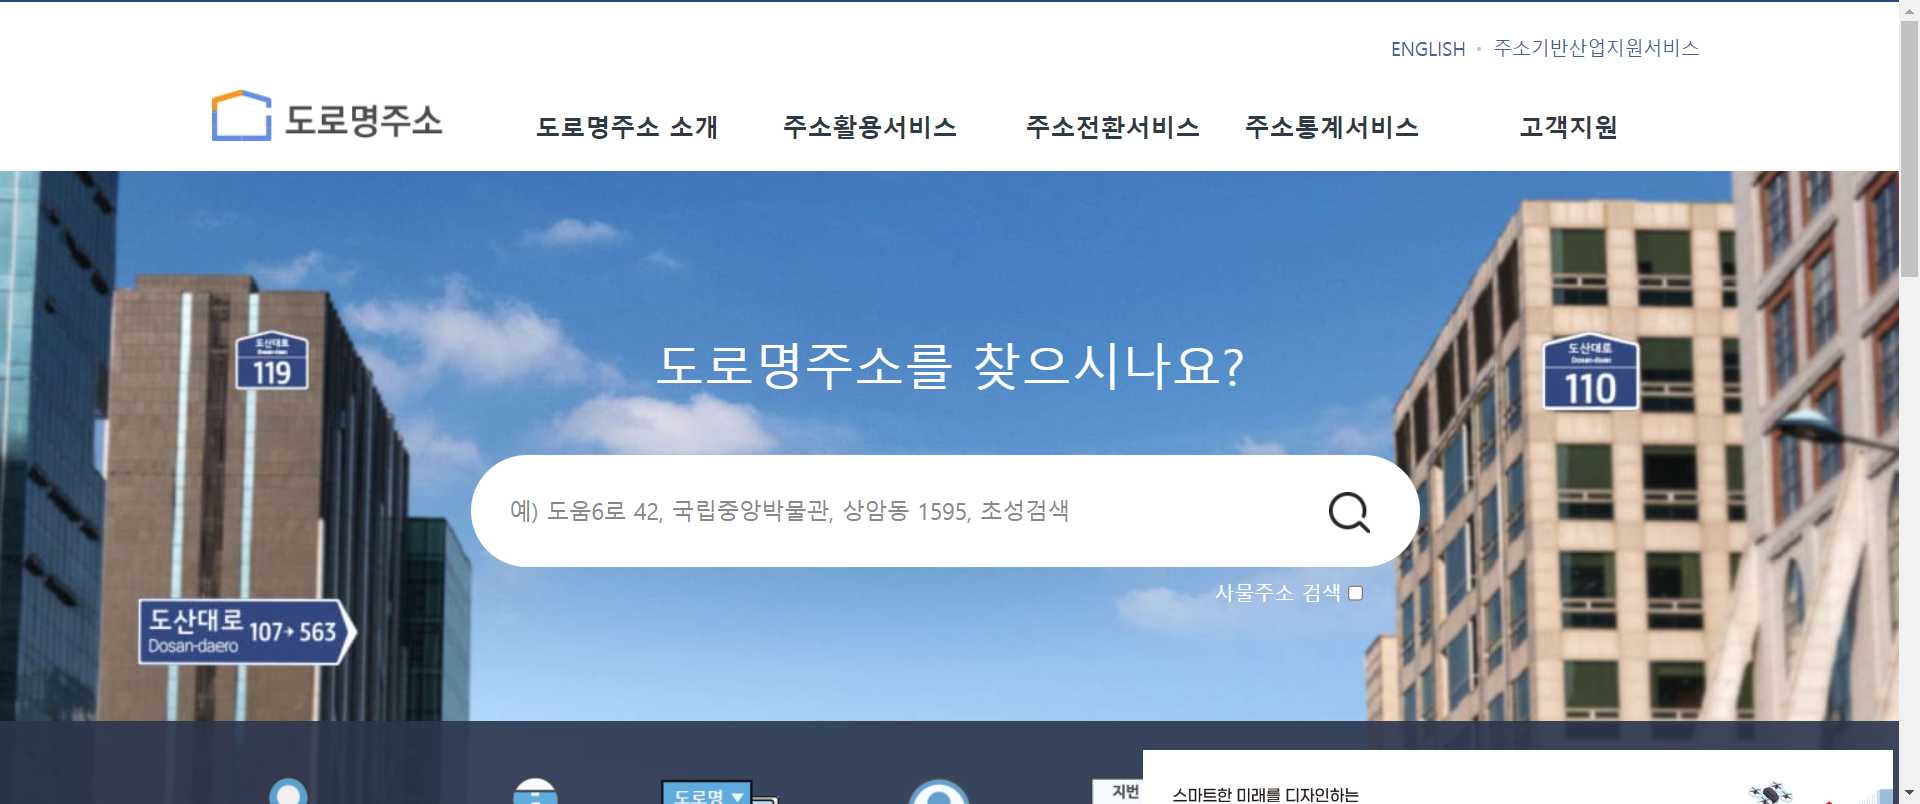 ENGLISH • 주소기반산업지원서비스
도로명주소
도로명주소 소개 주소활용서비스 주소전환서비스 주소통계서비스 고객지원
도로명주소를 찾으시나요?
도산대로
Dosan-daero
119
도산대로
Dosan-daero
110
예) 도움6로 42, 국립중앙박물관, 상암동 1595, 초성검색
사물주소 검색
도산대로 107→563
Dosan-daero
도로명
지번
스마트한 미래를 디자인하는